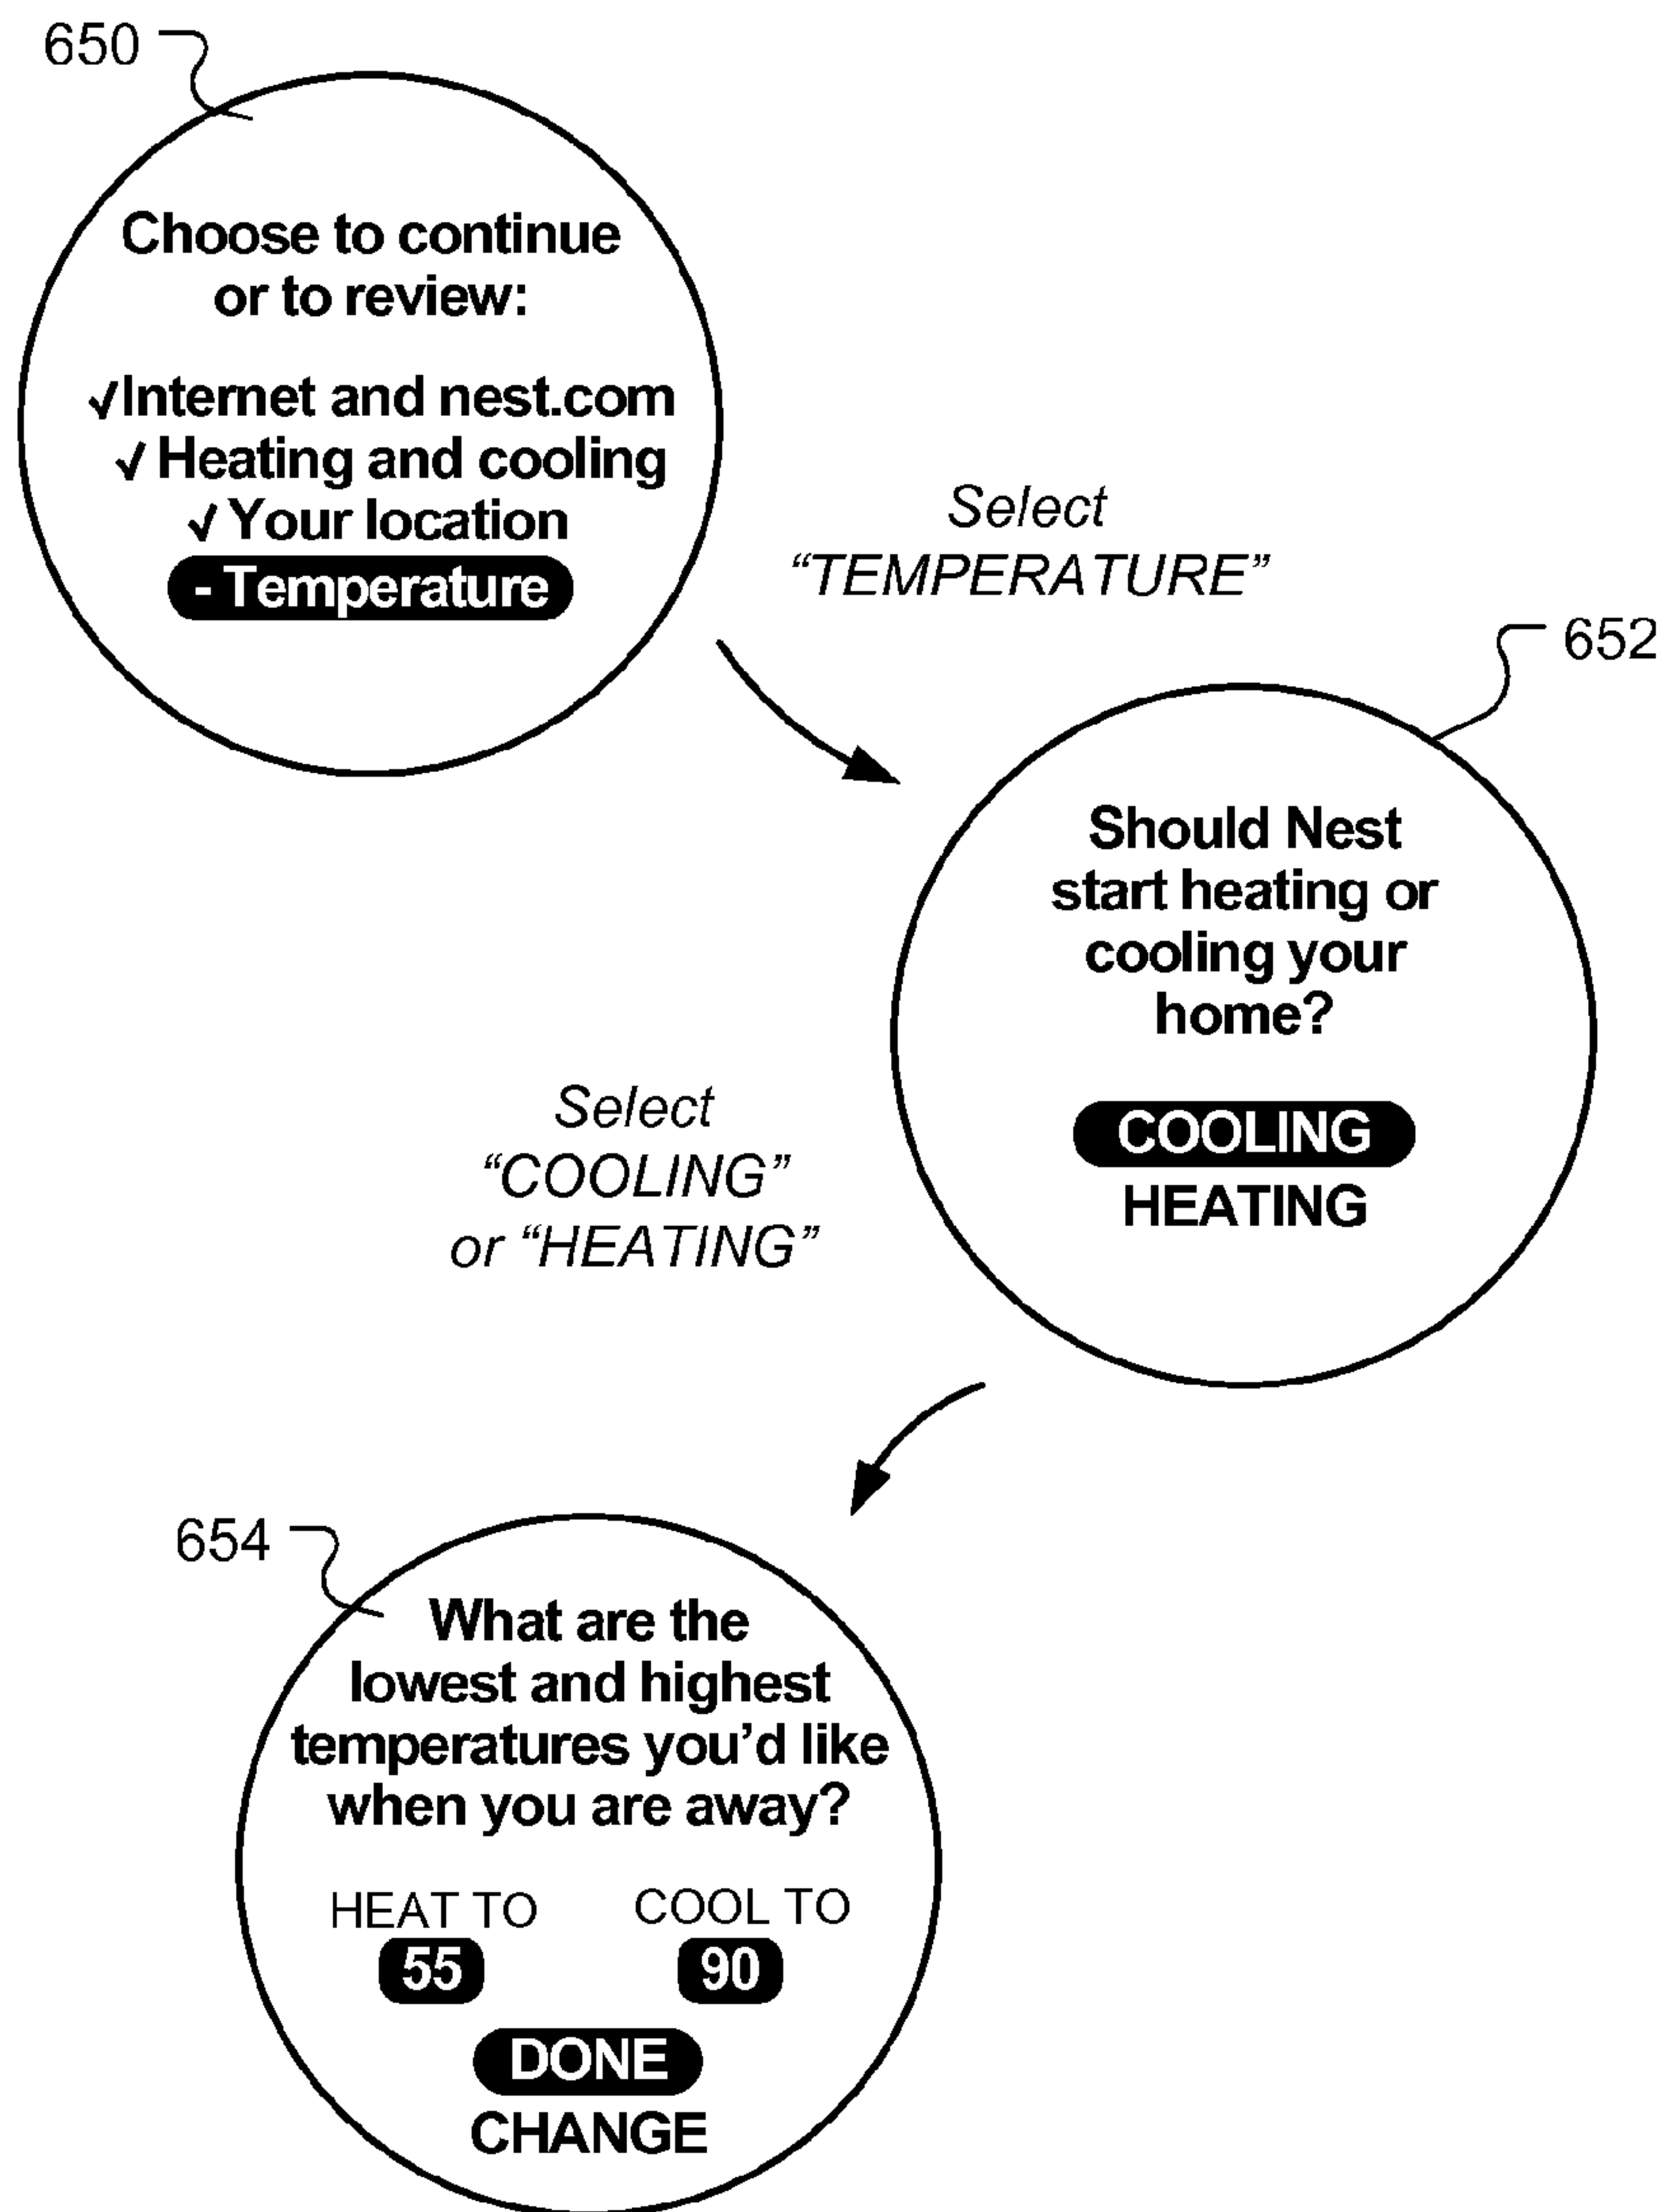 650
Choose to continue
or to review:
√Internet and nest.com
√ Heating and cooling
√ Your location
- Temperature
Select
“TEMPERATURE”
652
Should Nest
start heating or
cooling your
home?
COOLING
HEATING
Select
“COOLING”
or “HEATING”
654
What are the
lowest and highest
temperatures you’d like
when you are away?
HEAT TO COOL TO
55 90
DONE
CHANGE